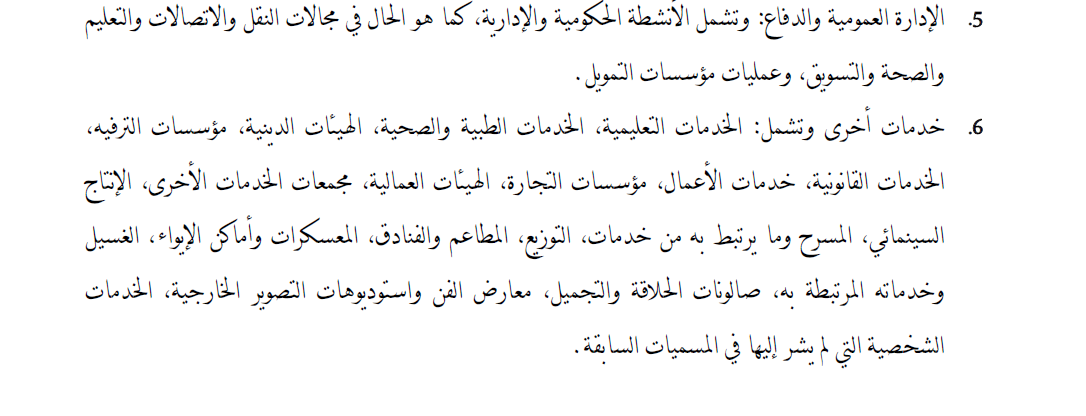 5. الإدارة العمومية والدفاع: وتشمل الأنشطة الحكومية والإدارية، كما هو الحال في مجالات النقل والاتصالات والتعليم
والصحة والتسويق، وعمليات مؤسسات التمويل.
6. خدمات أخرى وتشمل: الخدمات التعليمية، الخدمات الطبية والصحية، الهيئات الدينية، مؤسسات الترفيه،
الخدمات القانونية، خدمات الأعمال، مؤسسات التجارة، الهيئات العمالية، مجمعات الخدمات الأخرى، الإنتاج
السينمائي، المسرح وما يرتبط به من خدمات، التوزيع، المطاعم والفنادق، المعسكرات وأماكن الإيواء، الغسيل
وخدماته المرتبطة به، صالونات الحلاقة والتجميل، معارض الفن واستوديوهات التصوير الخارجية، الخدمات
الشخصية التي لم يشر إليها في المسميات السابقة.